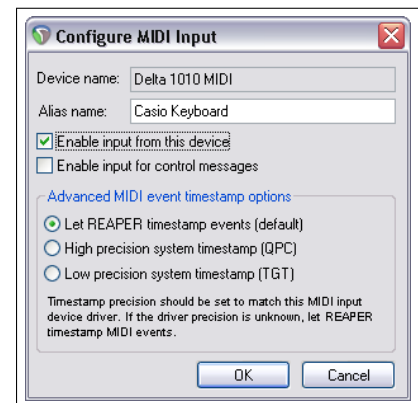 Configure MIDI Input
Device name: Delta 1010 MIDI
Alias name: Casio Keyboard
Enable input from this device
Enable input for control messages
Advanced MIDI event timestamp options
Let REAPER timestamp events (default)
High precision system timestamp (QPC)
Low precision system timestamp (TGT)
Timestamp precision should be set to match this MIDI input
device driver. If the driver precision is unknown, let REAPER
timestamp MIDI events.
OK Cancel